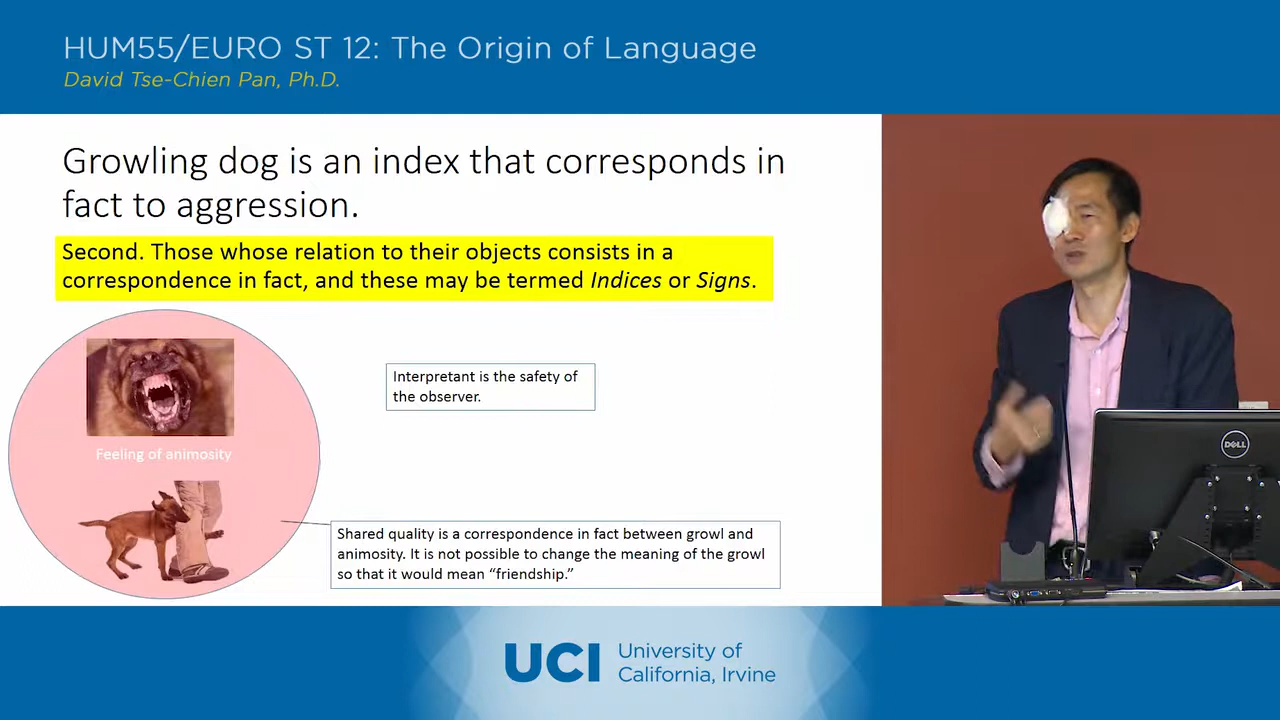 HUM55/EURO ST 12: The Origin of Language
David Tse-Chien Pan, Ph.D.
Growling dog is an index that corresponds in
fact to aggression.
Second. Those whose relation to their objects consists in a
correspondence in fact, and these may be termed Indices or Signs.
Interpretant is the safety of
the observer.
Feeling of animosity
Shared quality is a correspondence in fact between growl and
animosity. It is not possible to change the meaning of the growl
so that it would mean “friendship.”
DELL
UCI
University of
California, Irvine